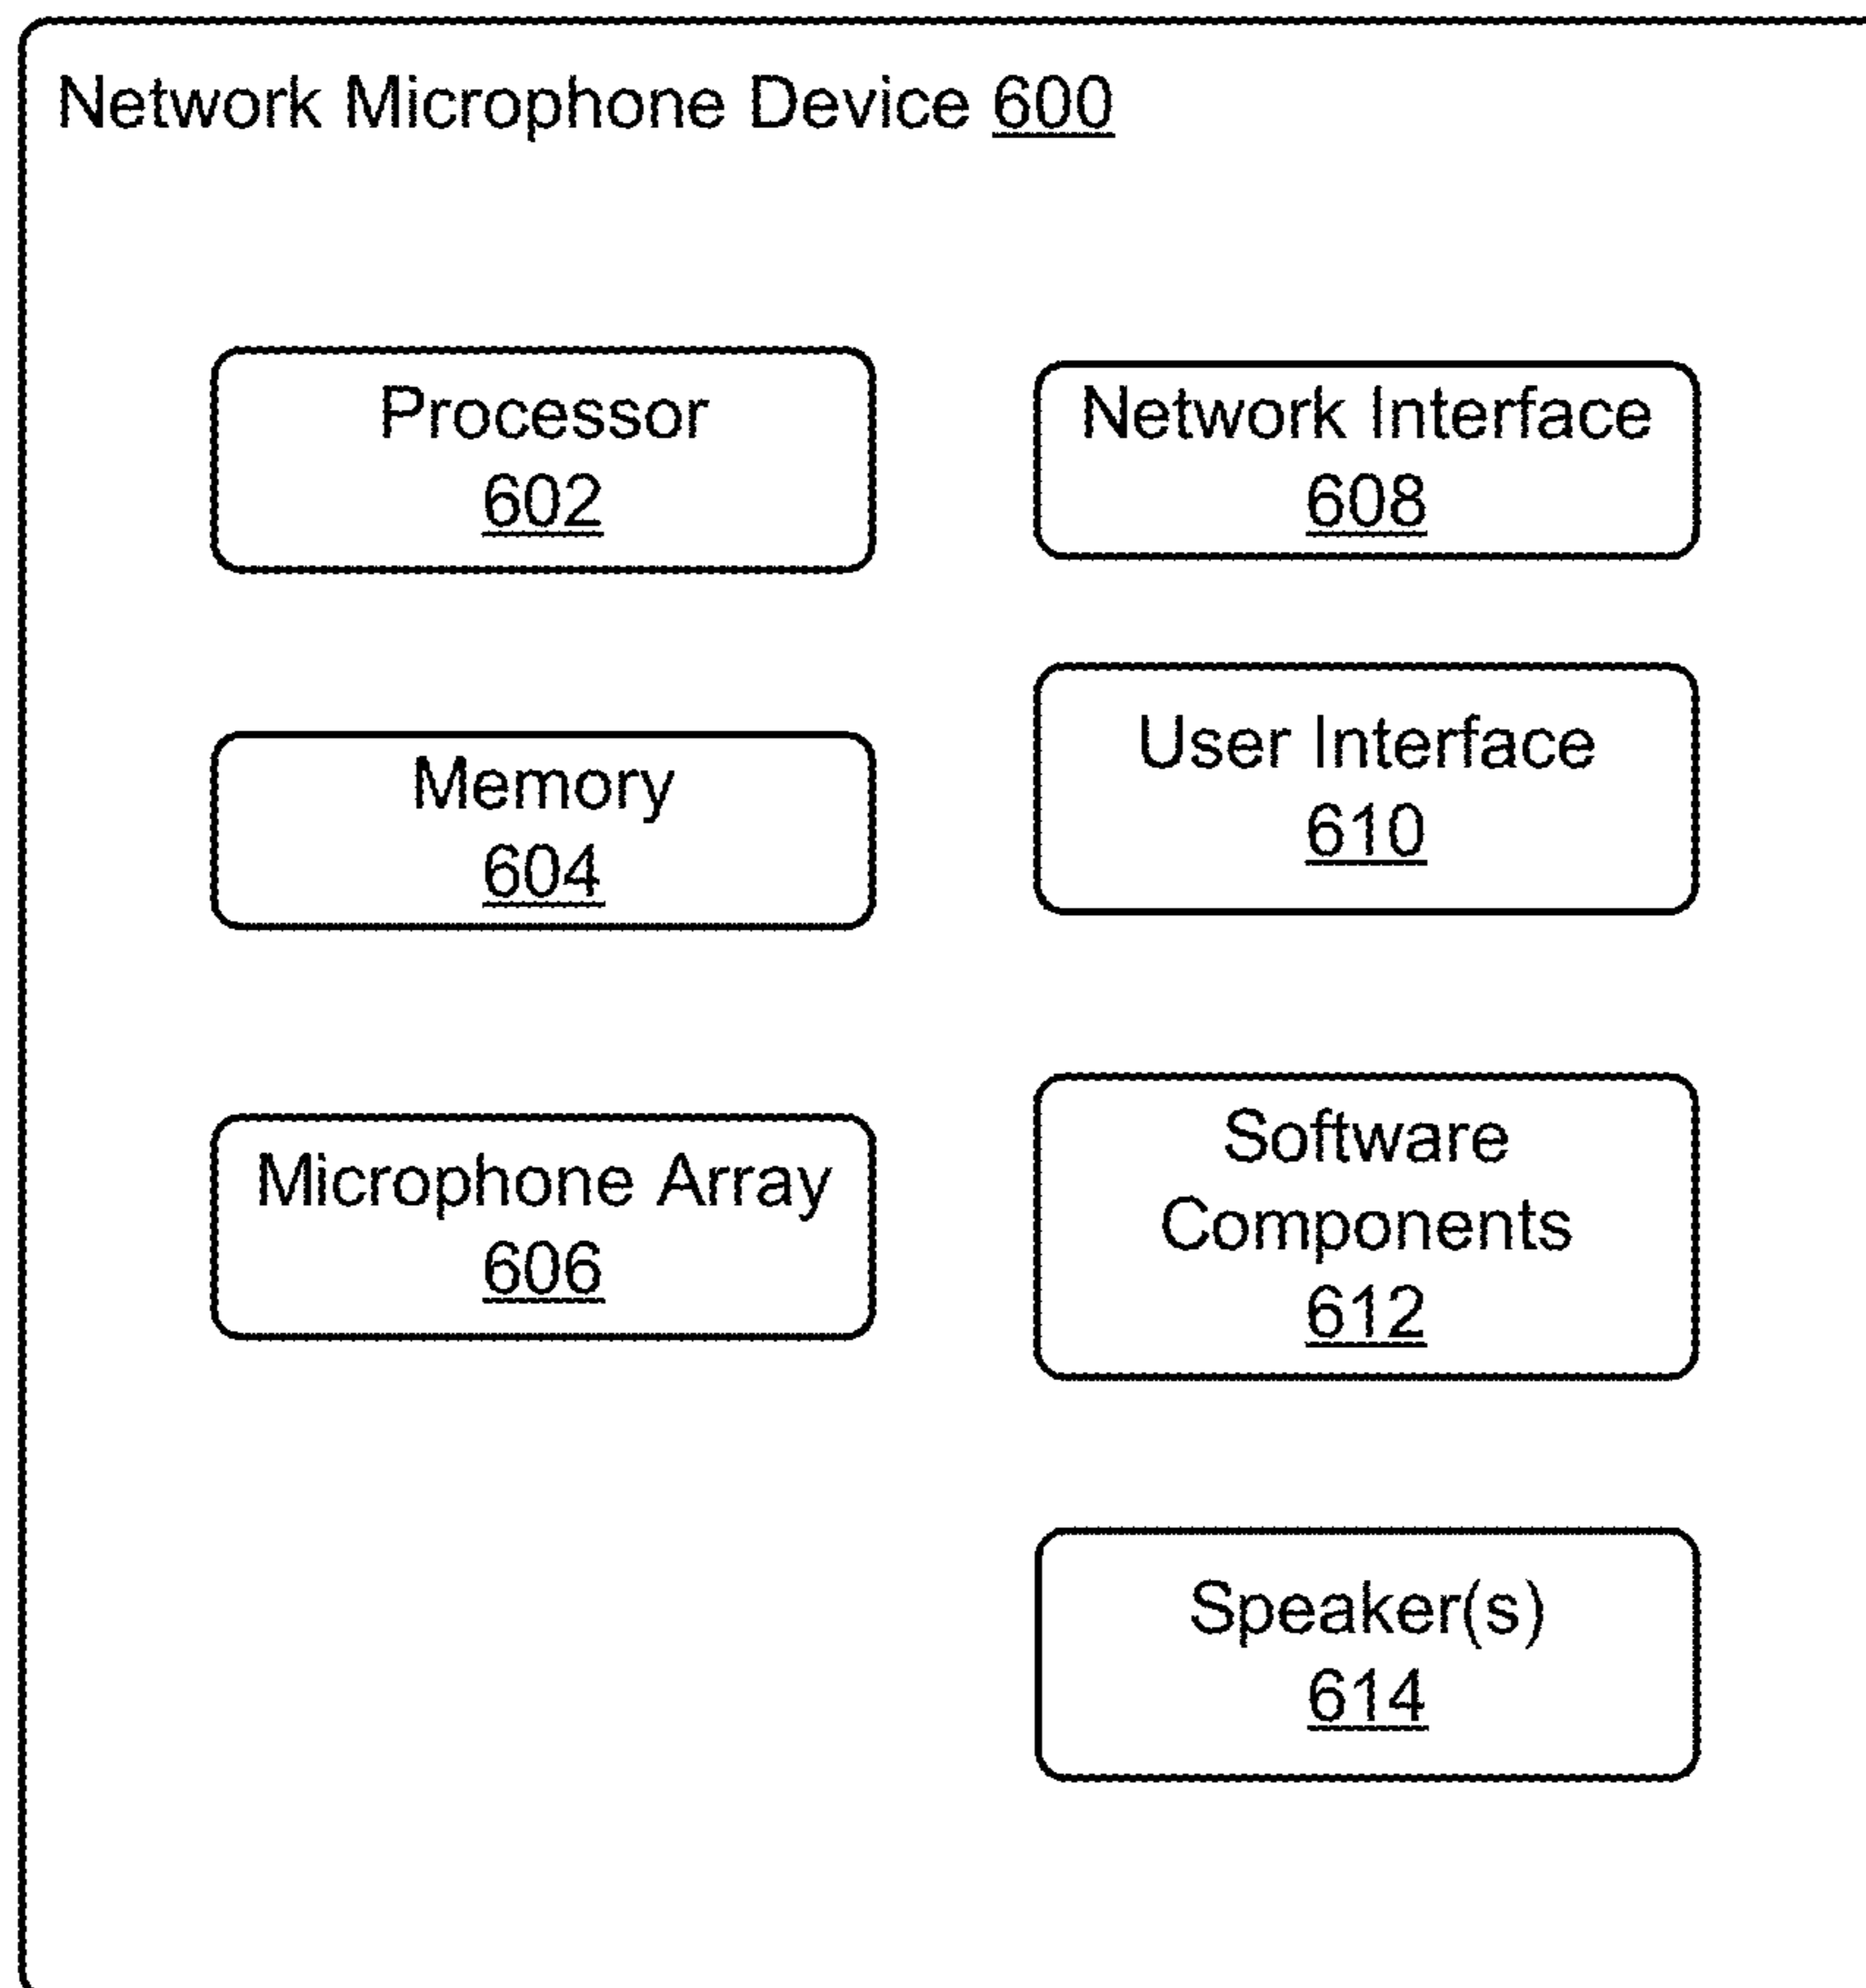 Network Microphone Device 600
Processor
602
Memory
604
Microphone Array
606
Network Interface
608
User Interface
610
Software
Components
612
Speaker(s)
614